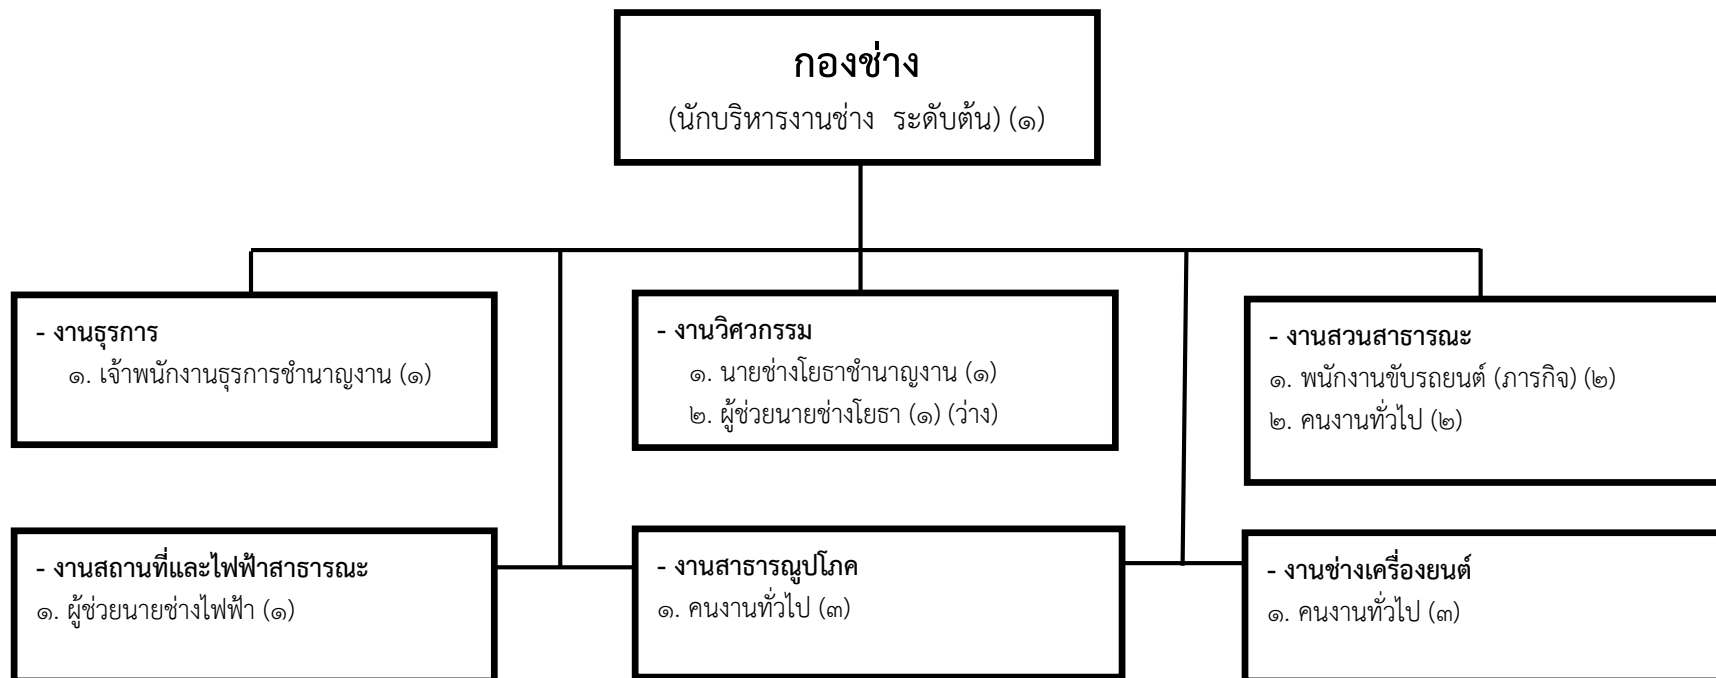 กองช่าง
(นักบริหารงานช่าง ระดับต้น) (๑)
- งานธุรการ
๑. เจ้าพนักงานธุรการชำนาญงาน (๑)
- งานวิศวกรรม
๑. นายช่างโยธาชำนาญงาน (๑)
๒. ผู้ช่วยนายช่างโยธา (๑) (ว่าง)
- งานสวนสาธารณะ
๑. พนักงานขับรถยนต์ (ภารกิจ) (๒)
๒. คนงานทั่วไป (๒)
- งานสถานที่และไฟฟ้าสาธารณะ
๑. ผู้ช่วยนายช่างไฟฟ้า (๑)
- งานสาธารณูปโภค
๑. คนงานทั่วไป (๓)
- งานช่างเครื่องยนต์
๑. คนงานทั่วไป (๓)